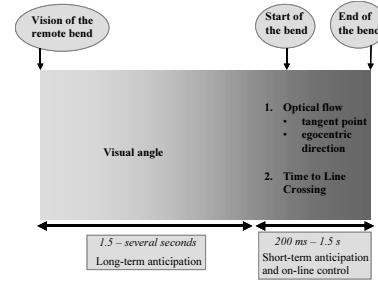 Vision of the
remote bend
Start of
the bend
End of
the bend
Visual angle
1. Optical flow
• tangent point
• egocentric
direction
2. Time to Line
Crossing
1.5 – several seconds
Long-term anticipation
200 ms – 1.5 s
Short-term anticipation
and on-line control